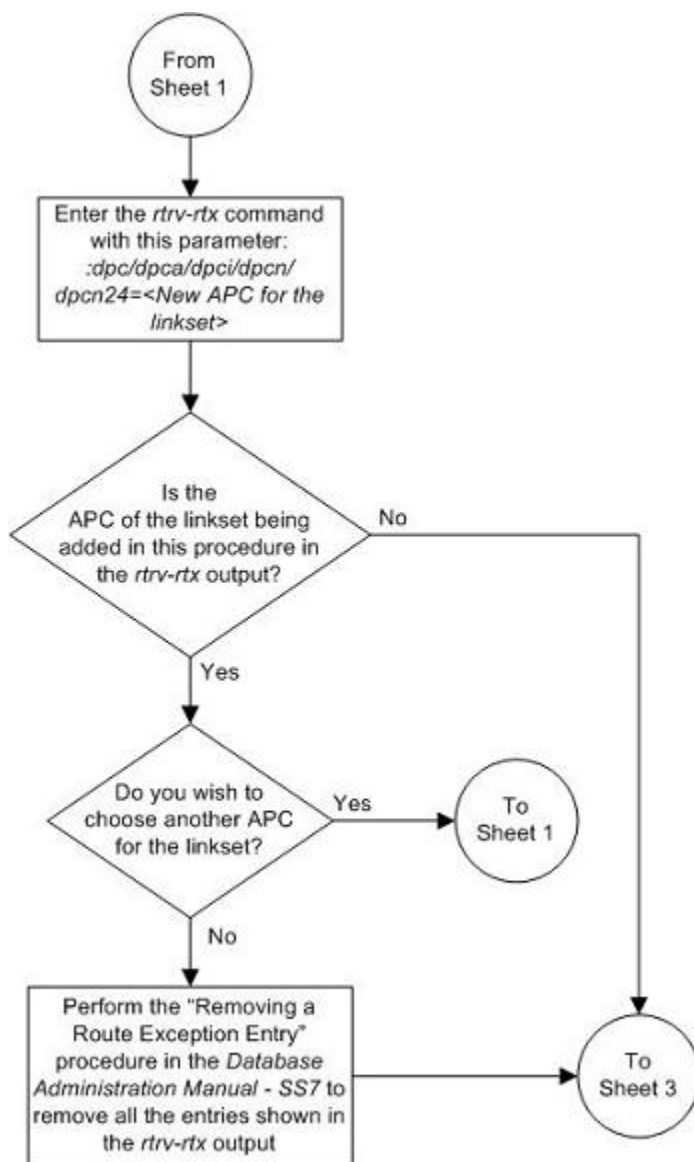 From
Sheet 1
Enter the rtrv-rtx command
with this parameter:
:dpc/dpca/dpci/dpcn/
dpcn24=<New APC for the
linkset>
Is the
APC of the linkset being
added in this procedure in
the rtrv-rtx output?
No
Yes
Do you wish to
choose another APC
for the linkset?
Yes
To
Sheet 1
No
Perform the “Removing a
Route Exception Entry”
procedure in the Database
Administration Manual - SS7 to
remove all the entries shown in
the rtrv-rtx output
To
Sheet 3